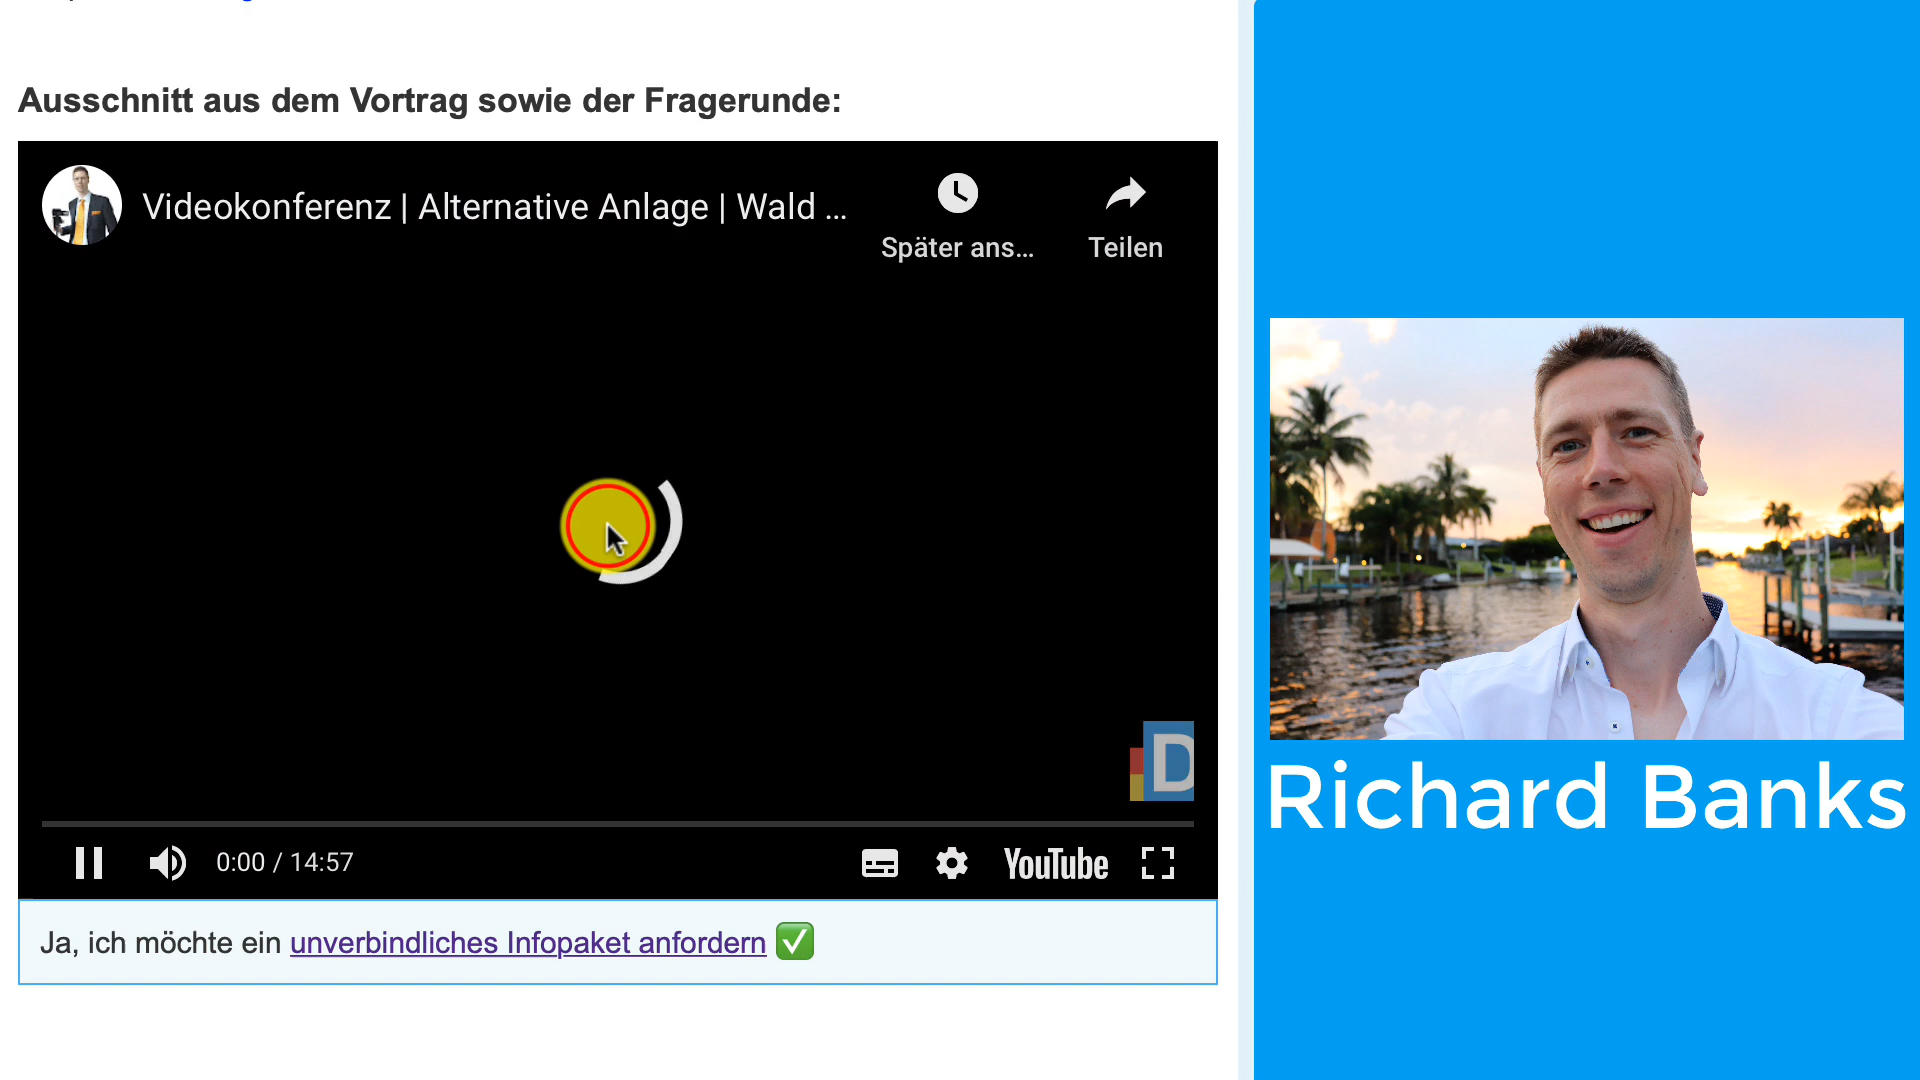 Ausschnitt aus dem Vortrag sowie der Fragerunde:
Videokonferenz | Alternative Anlage | Wald ...
Später ans...
Teilen
D
0:00 / 14:57
YouTube
Ja, ich möchte ein unverbindliches Infopaket anfordern ✅
Richard Banks